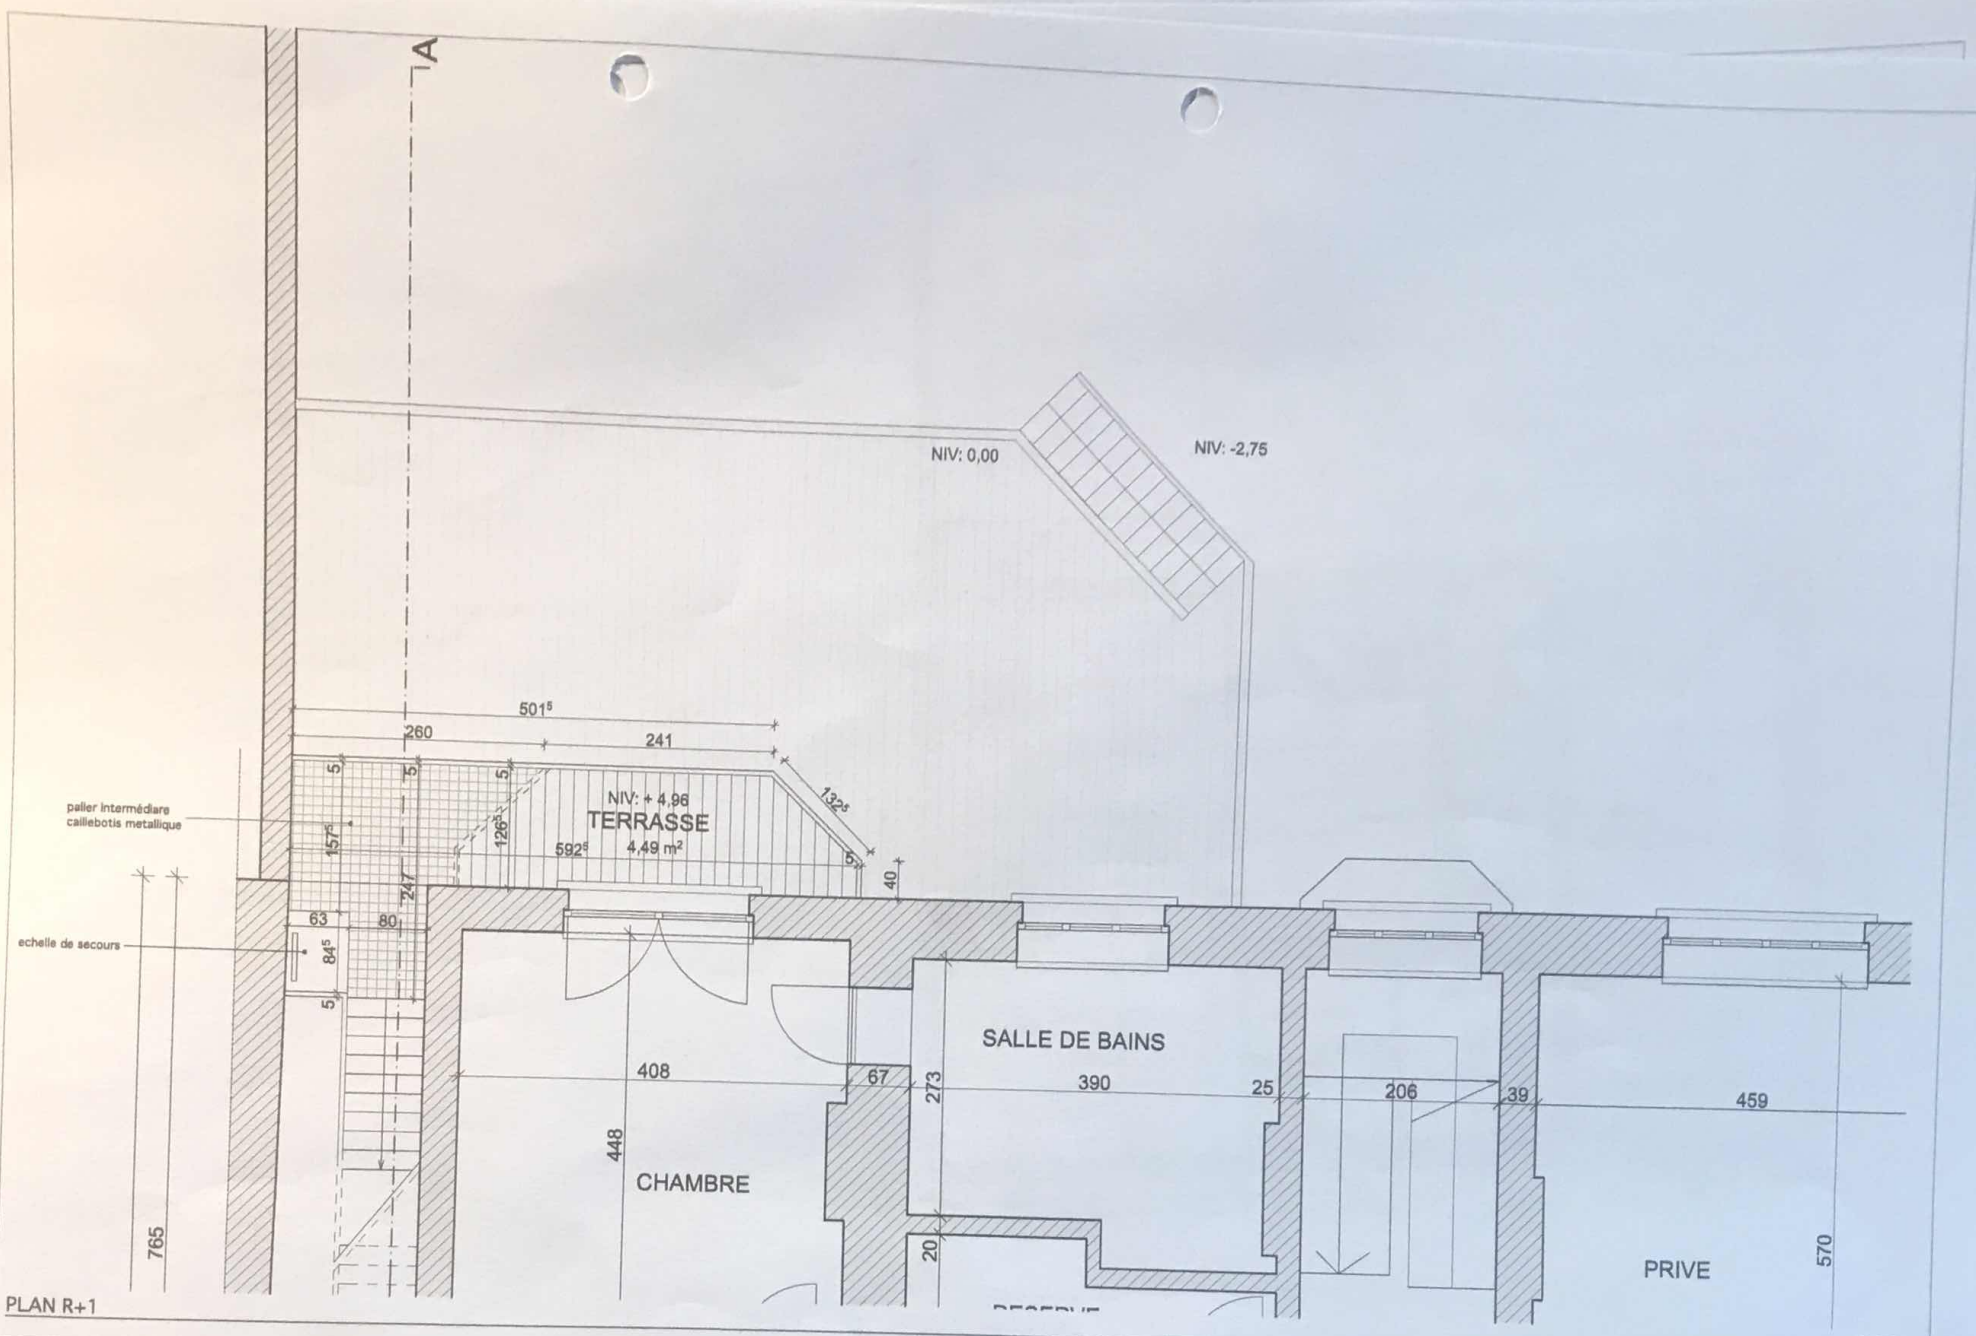 A
NIV: 0,00
NIV: -2,75
501⁵
260
241
5
5
5
132⁵
NIV: + 4,96
TERRASSE
4,49 m²
palier intermédiare
caillebotis metallique
157⁵
126⁵
592⁵
5
40
247
63
80
echelle de secours
84⁵
5
SALLE DE BAINS
408
67
273
390
25
206
39
459
448
CHAMBRE
765
20
570
PRIVE
PLAN R+1
RESERVE